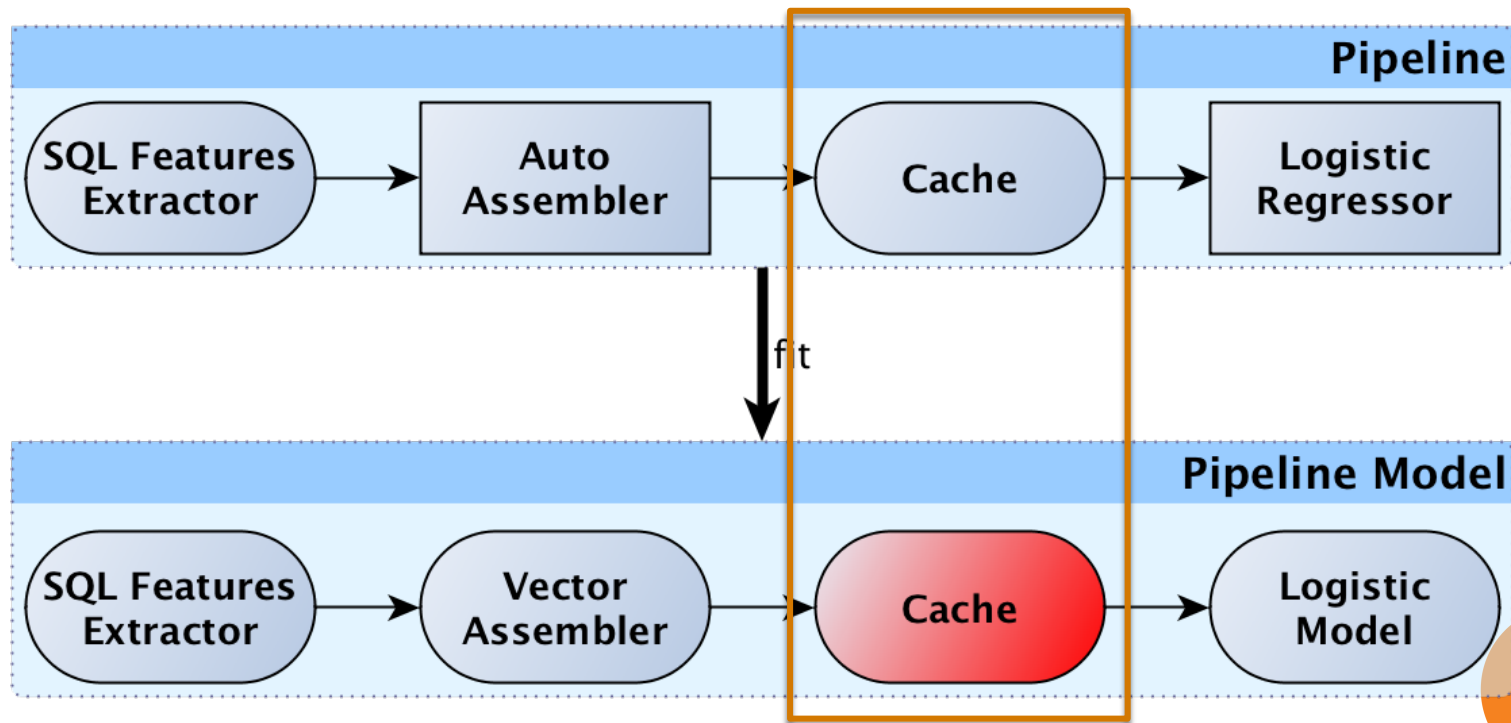 Pipeline
SQL Features
Extractor
Auto
Assembler
Cache
Logistic
Regressor
fit
Pipeline Model
SQL Features
Extractor
Vector
Assembler
Cache
Logistic
Model